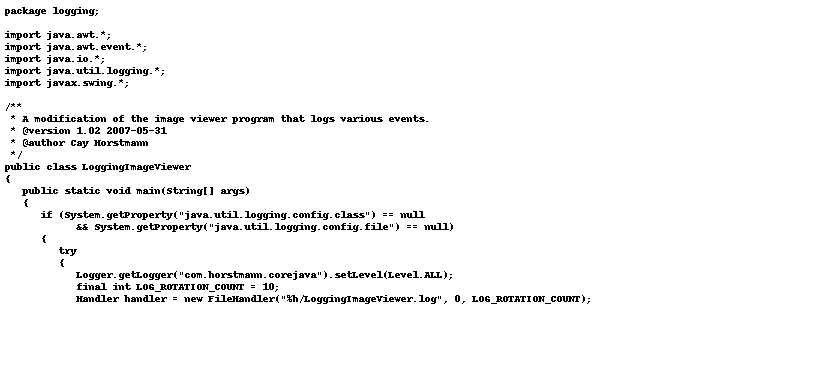 package logging;

import java.awt.*;
import java.awt.event.*;
import java.io.*;
import java.util.logging.*;
import javax.swing.*;

/**
 * A modification of the image viewer program that logs various events.
 * @version 1.02 2007-05-31
 * @author Cay Horstmann
 */
public class LoggingImageViewer
{
   public static void main(String[] args)
   {
      if (System.getProperty("java.util.logging.config.class") == null
            && System.getProperty("java.util.logging.config.file") == null)
      {
         try
         {
            Logger.getLogger("com.horstmann.corejava").setLevel(Level.ALL);
            final int LOG_ROTATION_COUNT = 10;
            Handler handler = new FileHandler("%h/LoggingImageViewer.log", 0, LOG_ROTATION_COUNT);